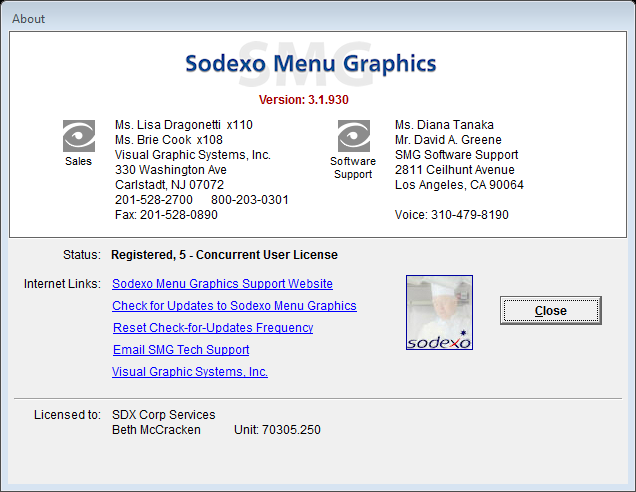 About
SMG
Sodexo Menu Graphics
Version: 3.1.930
Sales
Ms. Lisa Dragonetti x110
Ms. Brie Cook x108
Visual Graphic Systems, Inc.
330 Washington Ave
Carlstadt, NJ 07072
201-528-2700 800-203-0301
Fax: 201-528-0890
Software
Support
Ms. Diana Tanaka
Mr. David A. Greene
SMG Software Support
2811 Ceilhunt Avenue
Los Angeles, CA 90064
Voice: 310-479-8190
Status: Registered, 5 - Concurrent User License
Internet Links: Sodexo Menu Graphics Support Website
Check for Updates to Sodexo Menu Graphics
Reset Check-for-Updates Frequency
Email SMG Tech Support
Visual Graphic Systems, Inc.
sodexo
Close
Licensed to: SDX Corp Services
Beth McCracken Unit: 70305.250